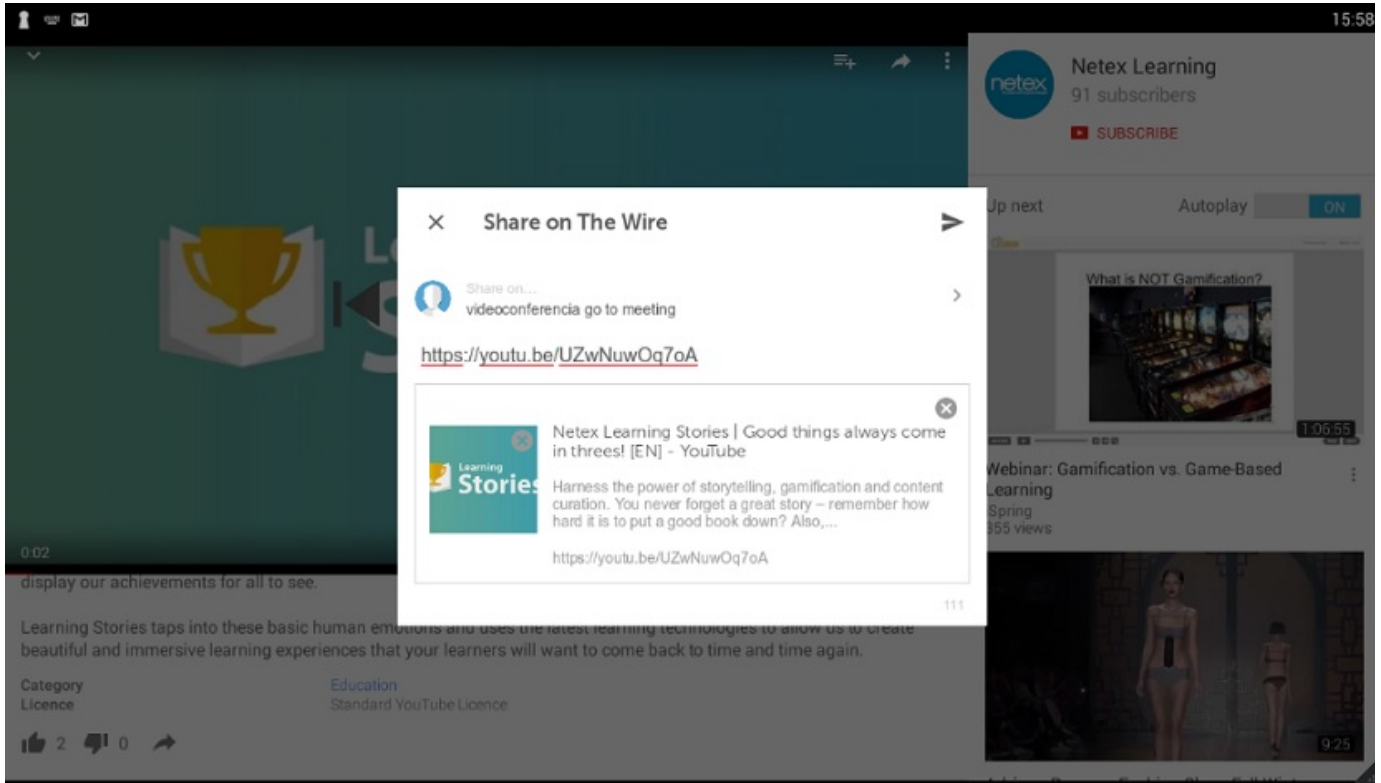 15:58
netex
Netex Learning
91 subscribers
SUBSCRIBE
Share on The Wire
Share on...
videoconferencia go to meeting
https://youtu.be/UZwNuwOq7oA
Netex Learning Stories | Good things always come
in threes! [EN] - YouTube
Learning
Stories
Harness the power of storytelling, gamification and content
curation. You never forget a great story – remember how
hard it is to put a good book down? Also,...
https://youtu.be/UZwNuwOq7oA
111
Up next
Autoplay
ON
What is NOT Gamification?
1:06:55
Webinar: Gamification vs. Game-Based
Learning
Spring
355 views
9:25
0:02
display our achievements for all to see.
Learning Stories taps into these basic human emotions and uses the latest learning technologies to allow us to create
beautiful and immersive learning experiences that your learners will want to come back to time and time again.
Category
Education
Licence
Standard YouTube Licence
2
0